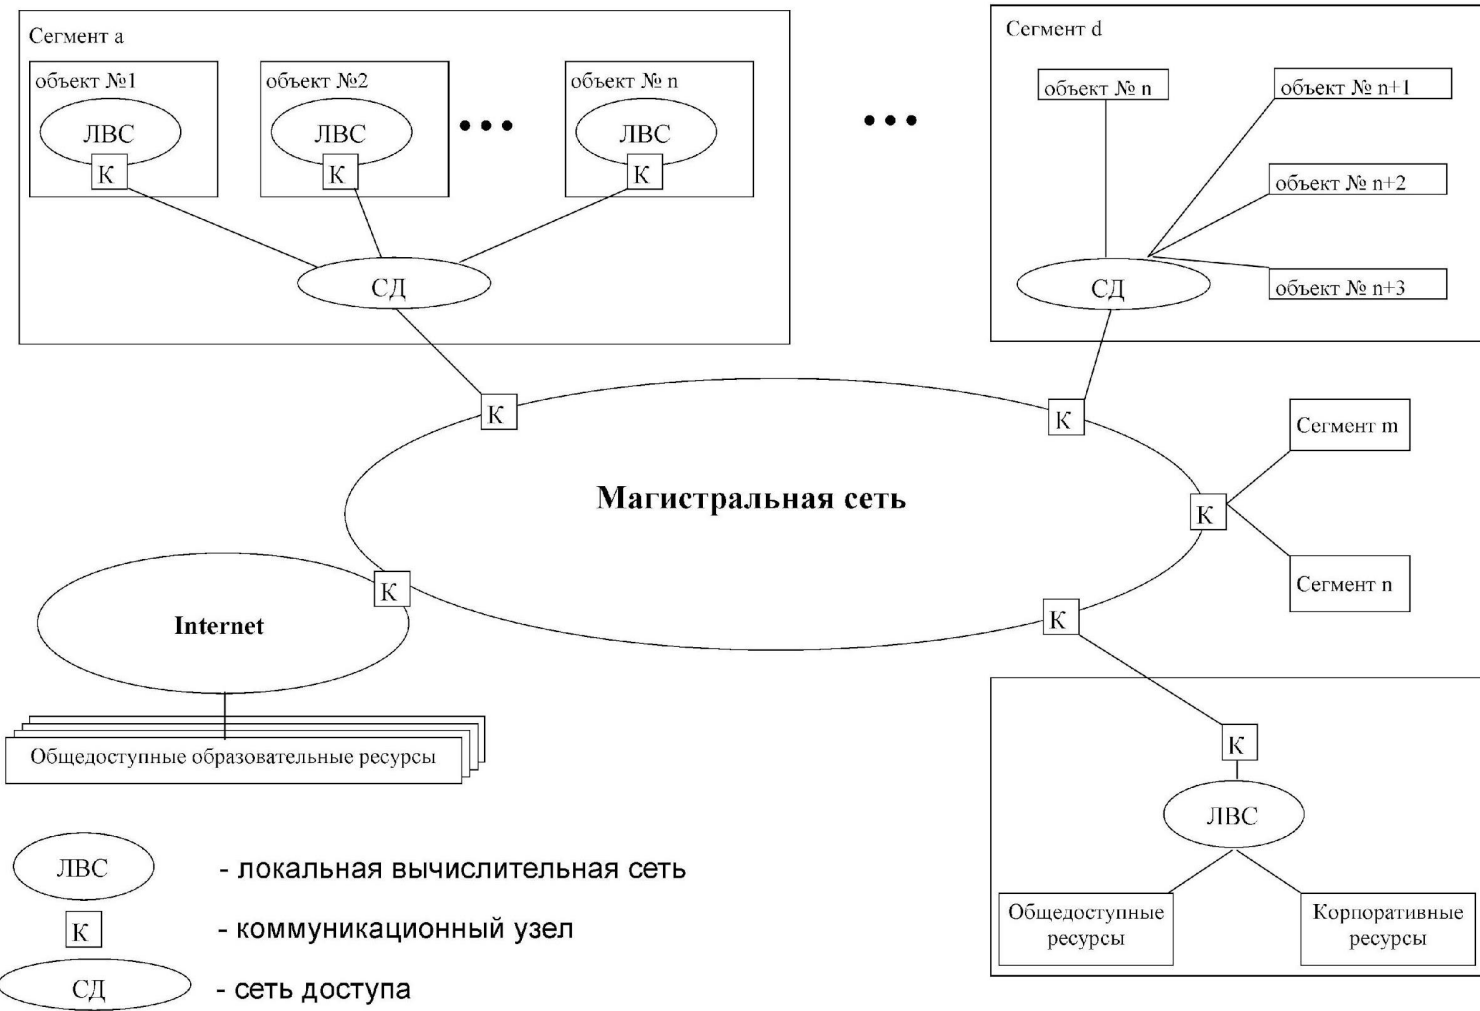 Сегмент a
объект №1
ЛВС
К
объект №2
ЛВС
К
объект № n
ЛВС
К
СД
Сегмент d
объект № n
объект № n+1
объект № n+2
объект № n+3
СД
К
К
Магистральная сеть
К
Сегмент m
Сегмент n
К
Internet
К
Общедоступные образовательные ресурсы
К
ЛВС
Общедоступные
ресурсы
Корпоративные
ресурсы
ЛВС - локальная вычислительная сеть
К - коммуникационный узел
СД - сеть доступа